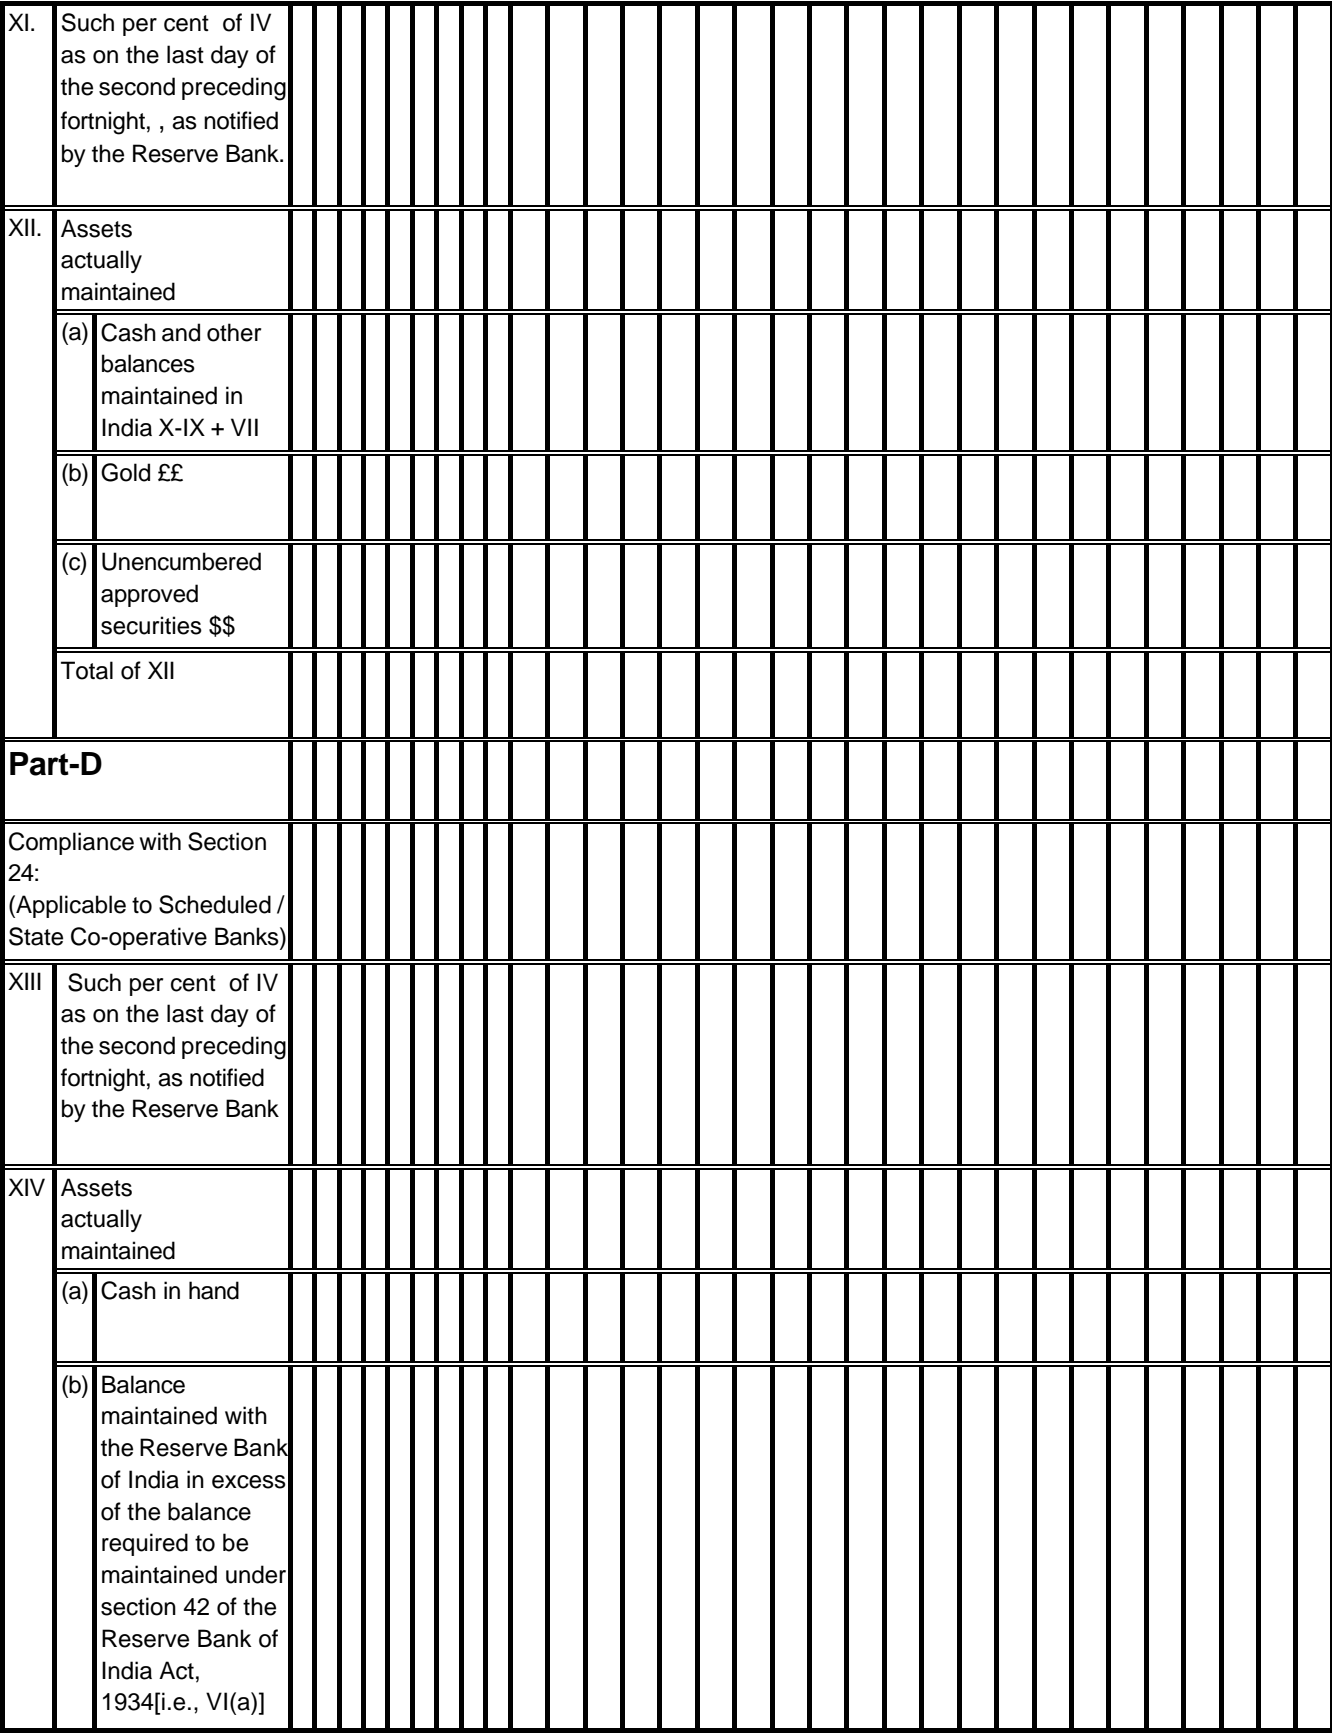 XI. Such per cent of IV
as on the last day of
the second preceding
fortnight, , as notified
by the Reserve Bank.
XII. Assets
actually
maintained
(a) Cash and other
balances
maintained in
India X-IX + VII
(b) Gold ££
(c) Unencumbered
approved
securities $$
Total of XII
Part-D
Compliance with Section
24:
(Applicable to Scheduled /
State Co-operative Banks)
XIII Such per cent of IV
as on the last day of
the second preceding
fortnight, as notified
by the Reserve Bank
XIV Assets
actually
maintained
(a) Cash in hand
(b) Balance
maintained with
the Reserve Bank
of India in excess
of the balance
required to be
maintained under
section 42 of the
Reserve Bank of
India Act,
1934[i.e., VI(a)]